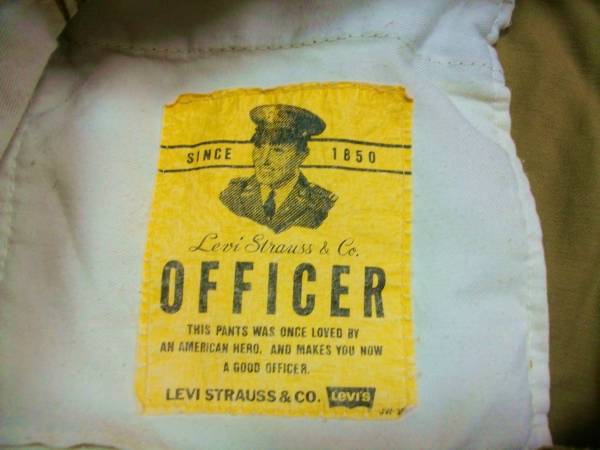 SINCE 1850
Levi Strauss & Co.
OFFICER
THIS PANTS WAS ONCE LOVED BY
AN AMERICAN HERO, AND MAKES YOU NOW
A GOOD OFFICER.
LEVI STRAUSS & CO. Levi's